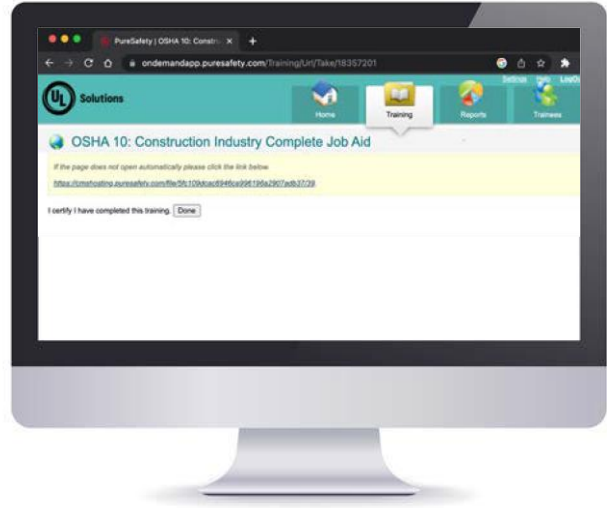 PureSafety | OSHA 10: Constru
ondemandapp.puresafety.com/Training/Url/Take/18357201
Settings Help LogOu
UL Solutions
Home Training Reports Trainees
OSHA 10: Construction Industry Complete Job Aid
If the page does not open automatically please click the link below.
I certify I have completed this training. Done